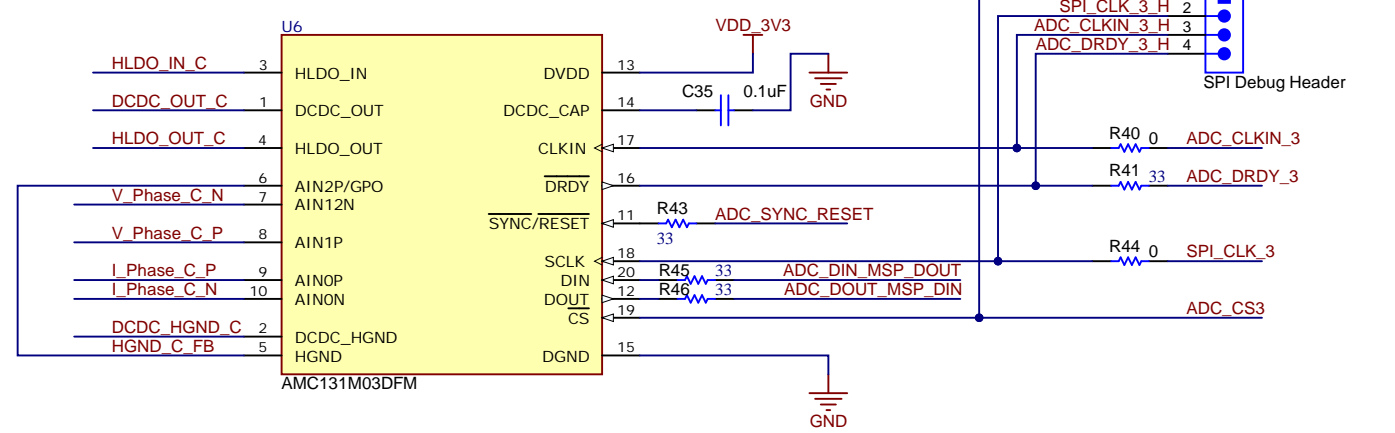 SPI_CLK_3_H 2
ADC_CLKIN_3_H 3
ADC_DRDY_3_H 4
SPI Debug Header
U6
VDD_3V3
HLDO_IN_C 3 HLDO_IN DVDD 13
C35 0.1uF
GND
DCDC_OUT_C 1 DCDC_OUT DCDC_CAP 14
HLDO_OUT_C 4 HLDO_OUT CLKIN 17 R40 0 ADC_CLKIN_3
6 AIN2P/GPO DRDY 16 R41 33 ADC_DRDY_3
V_Phase_C_N 7 AIN12N
SYNC/RESET 11 R43 33 ADC_SYNC_RESET
V_Phase_C_P 8 AIN1P
SCLK 18 R44 0 SPI_CLK_3
I_Phase_C_P 9 AIN0P DIN 20 R45 33 ADC_DIN_MSP_DOUT
I_Phase_C_N 10 AIN0N DOUT 12 R46 33 ADC_DOUT_MSP_DIN
CS 19 ADC_CS3
DCDC_HGND_C 2 DCDC_HGND
HGND_C_FB 5 HGND DGND 15
AMC131M03DFM
GND